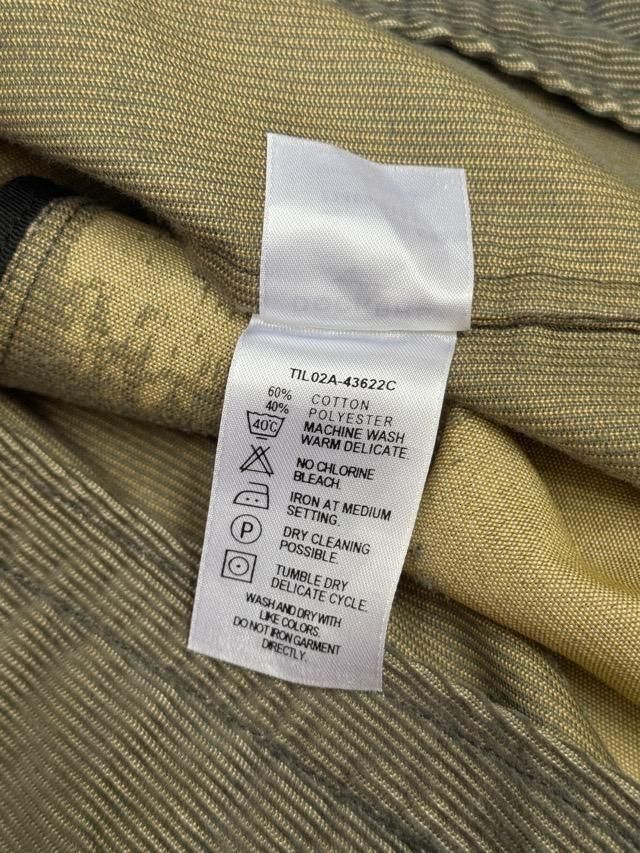 TIL02A-43622C
60% COTTON
40% POLYESTER
40C MACHINE WASH
WARM DELICATE.
NO CHLORINE
BLEACH.
IRON AT MEDIUM
SETTING.
P DRY CLEANING
POSSIBLE.
TUMBLE DRY
DELICATE CYCLE.
WASH AND DRY WITH
LIKE COLORS.
DO NOT IRON GARMENT
DIRECTLY.